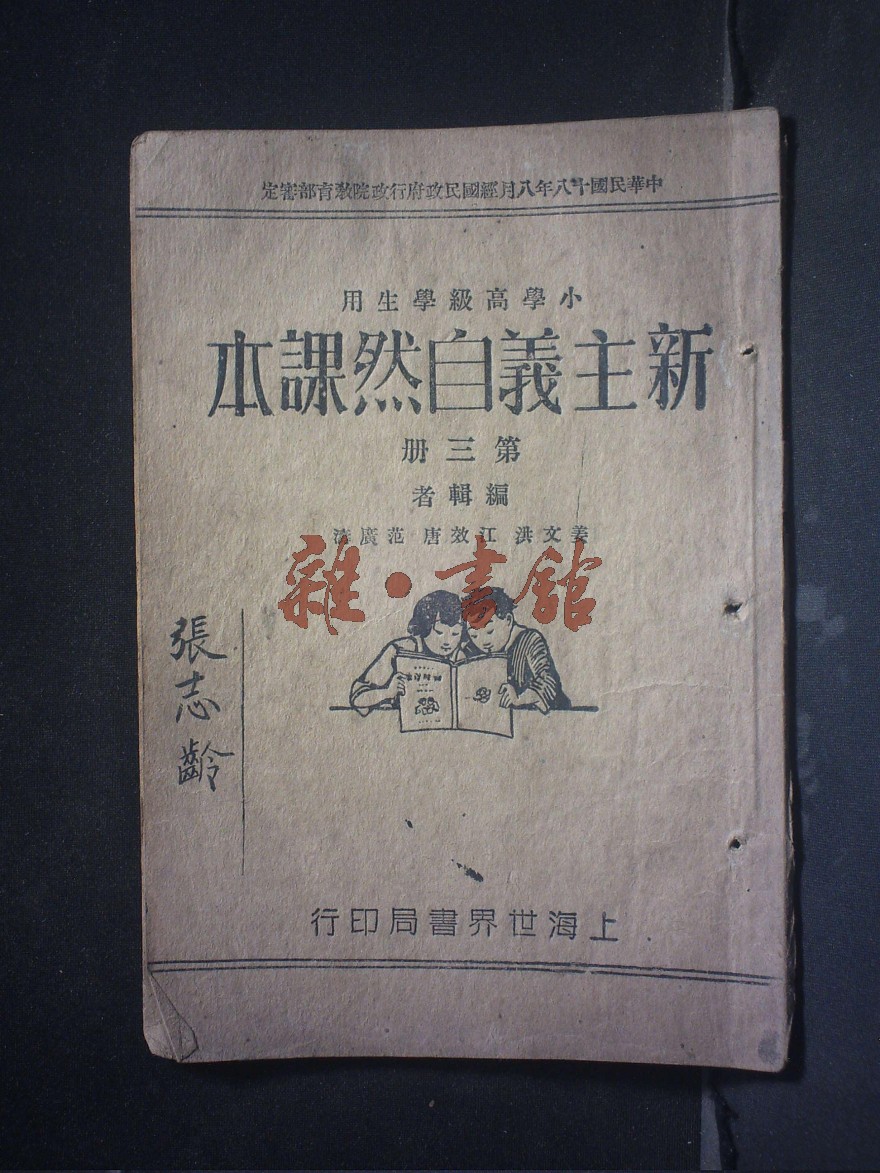 中華民國十八年八月經國民政府行政院教育部審定
小學高級學生用
新主義自然課本
第三册
編輯者
姜文洪 江效唐 范廣
雜·書館
張志齡
上海世界書局印行